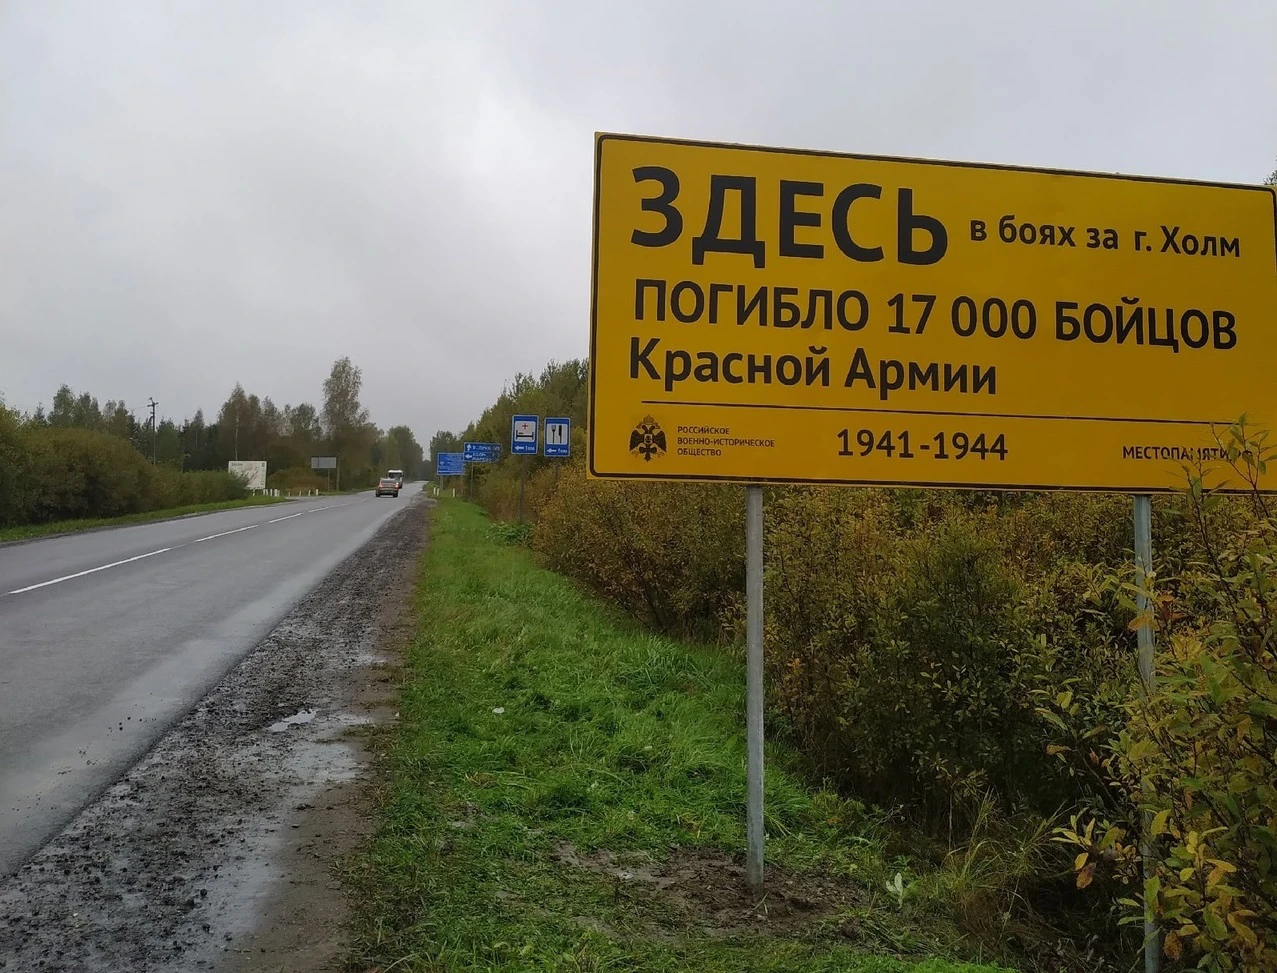 ЗДЕСЬ в боях за г. Холм
ПОГИБЛО 17 000 БОЙЦОВ
Красной Армии
РОССИЙСКОЕ
ВОЕННО-ИСТОРИЧЕСКОЕ
ОБЩЕСТВО
1941-1944